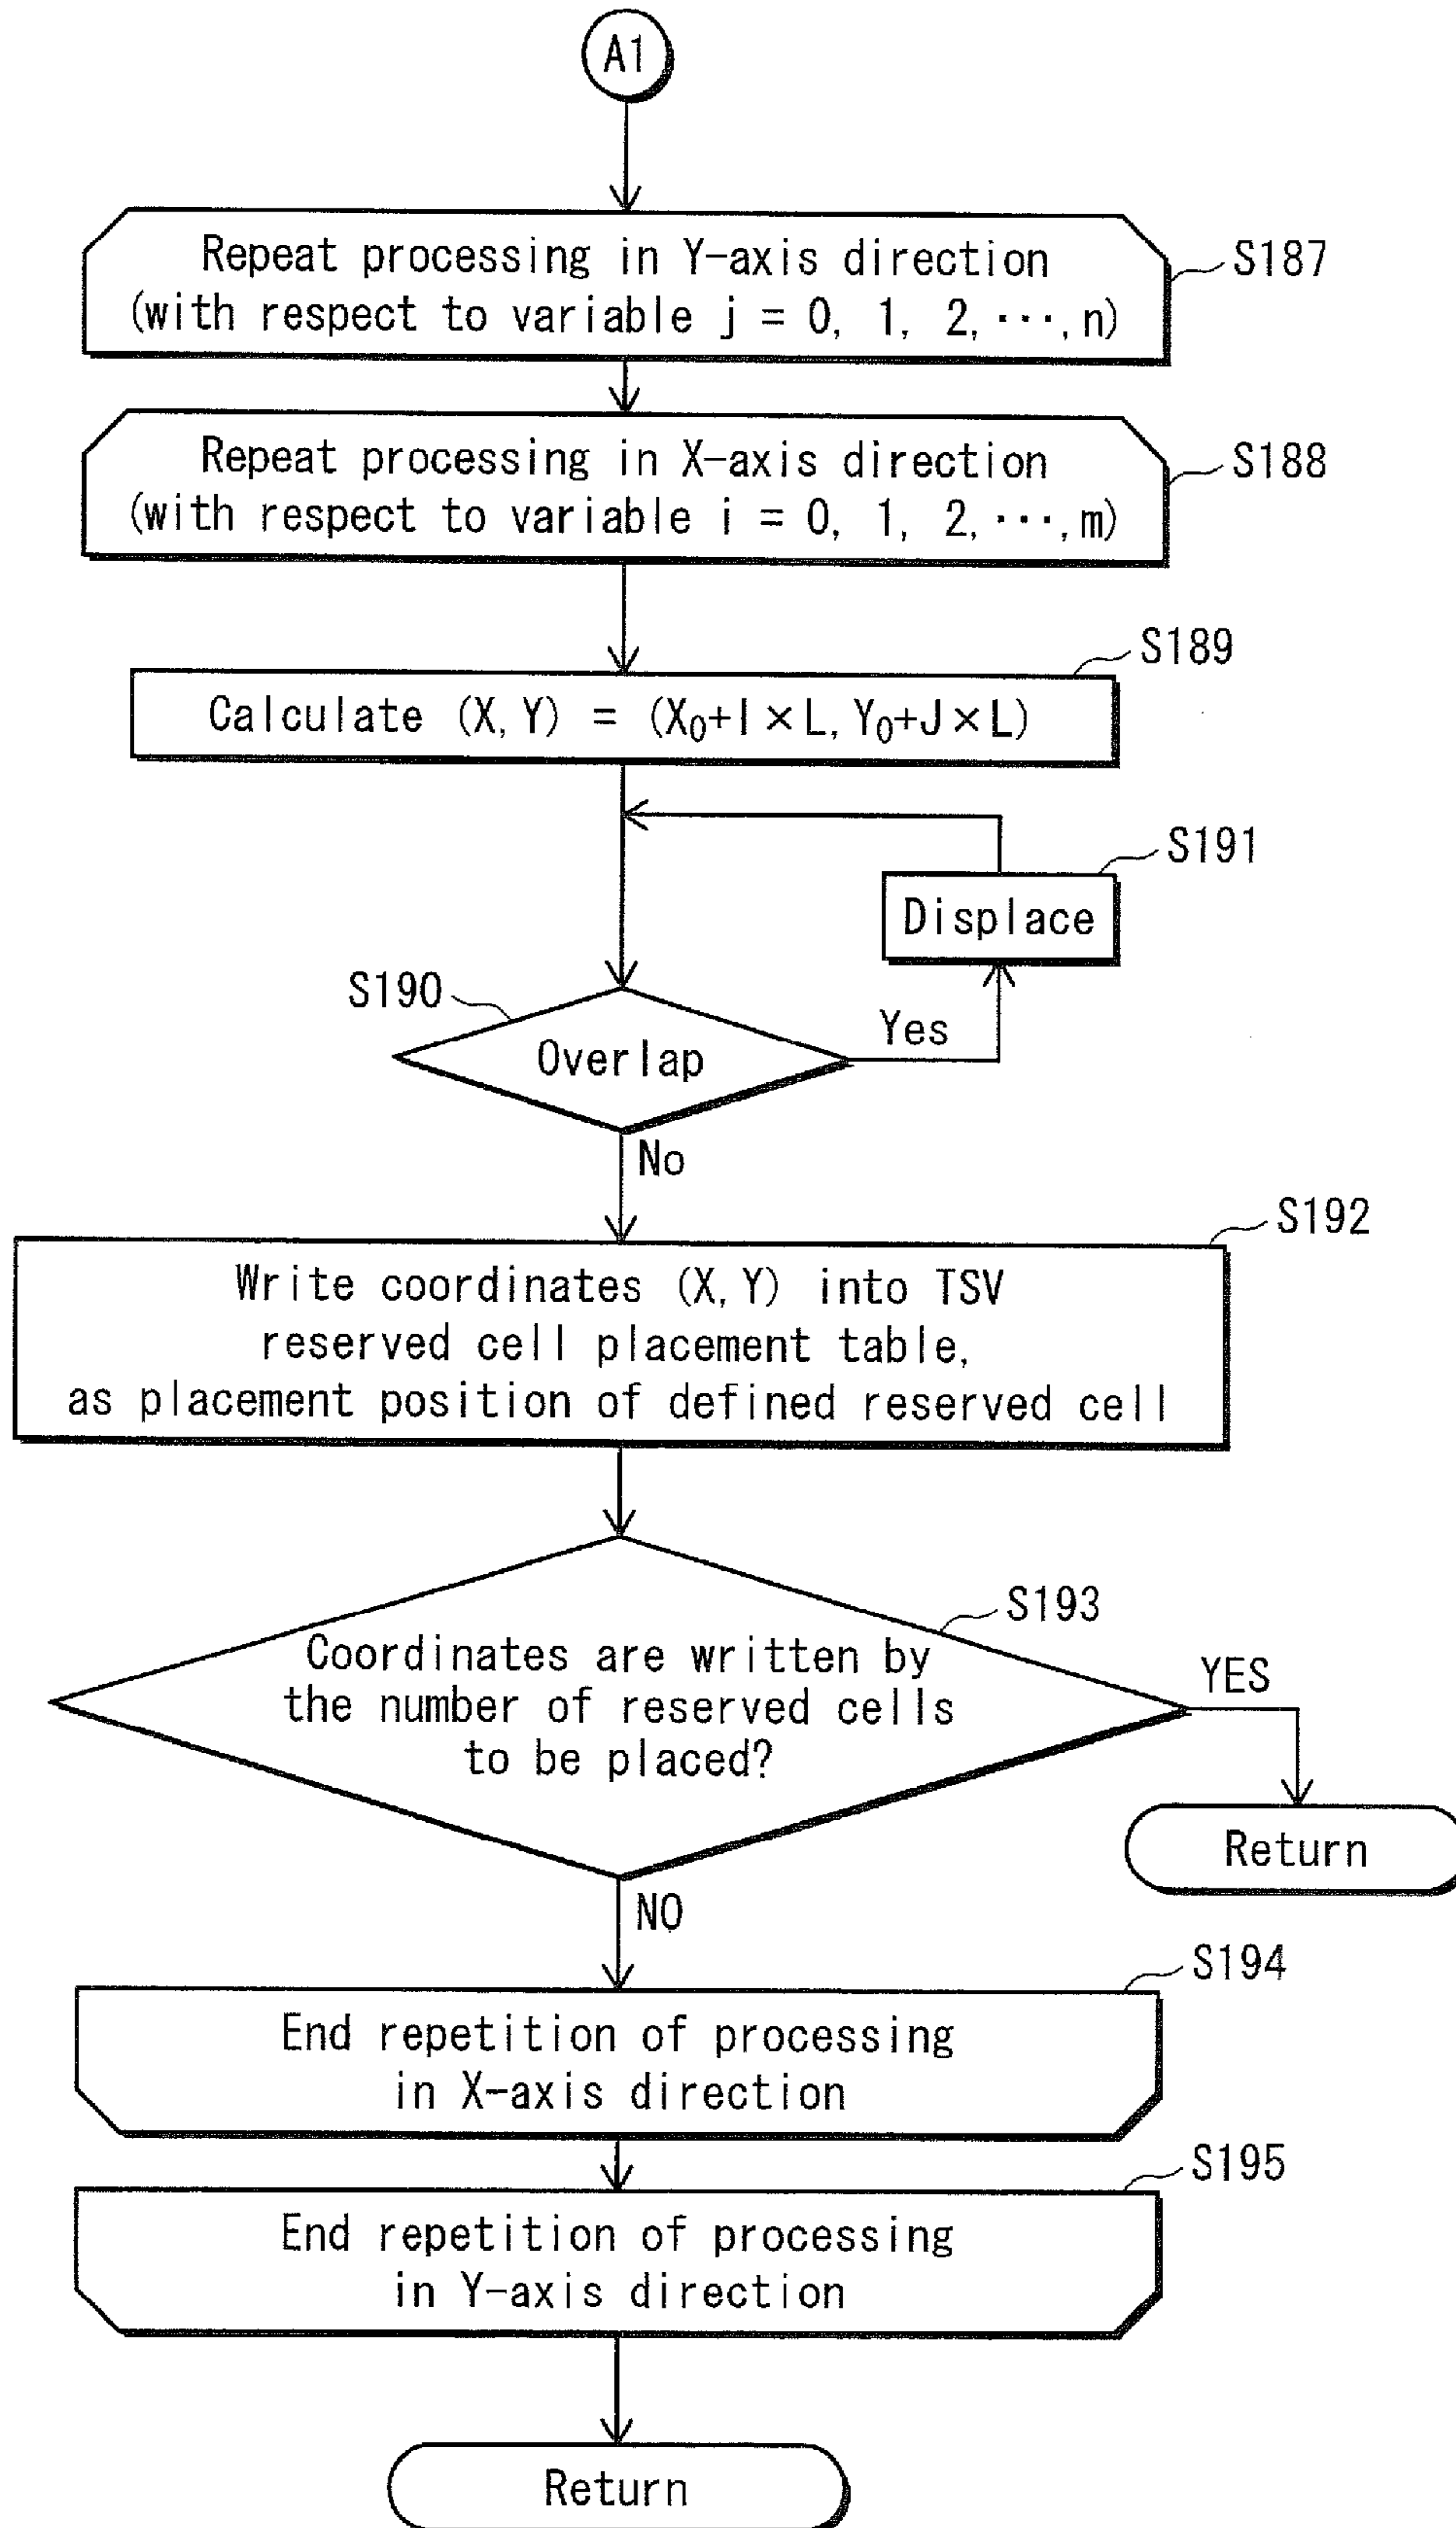 A1
Repeat processing in Y-axis direction
(with respect to variable j = 0, 1, 2, ···, n)
S187
Repeat processing in X-axis direction
(with respect to variable i = 0, 1, 2, ···, m)
S188
S189
Calculate (X, Y) = (X₀+I×L, Y₀+J×L)
S191
Displace
S190
Overlap
Yes
No
S192
Write coordinates (X, Y) into TSV
reserved cell placement table,
as placement position of defined reserved cell
S193
Coordinates are written by
the number of reserved cells
to be placed?
YES
Return
NO
S194
End repetition of processing
in X-axis direction
S195
End repetition of processing
in Y-axis direction
Return